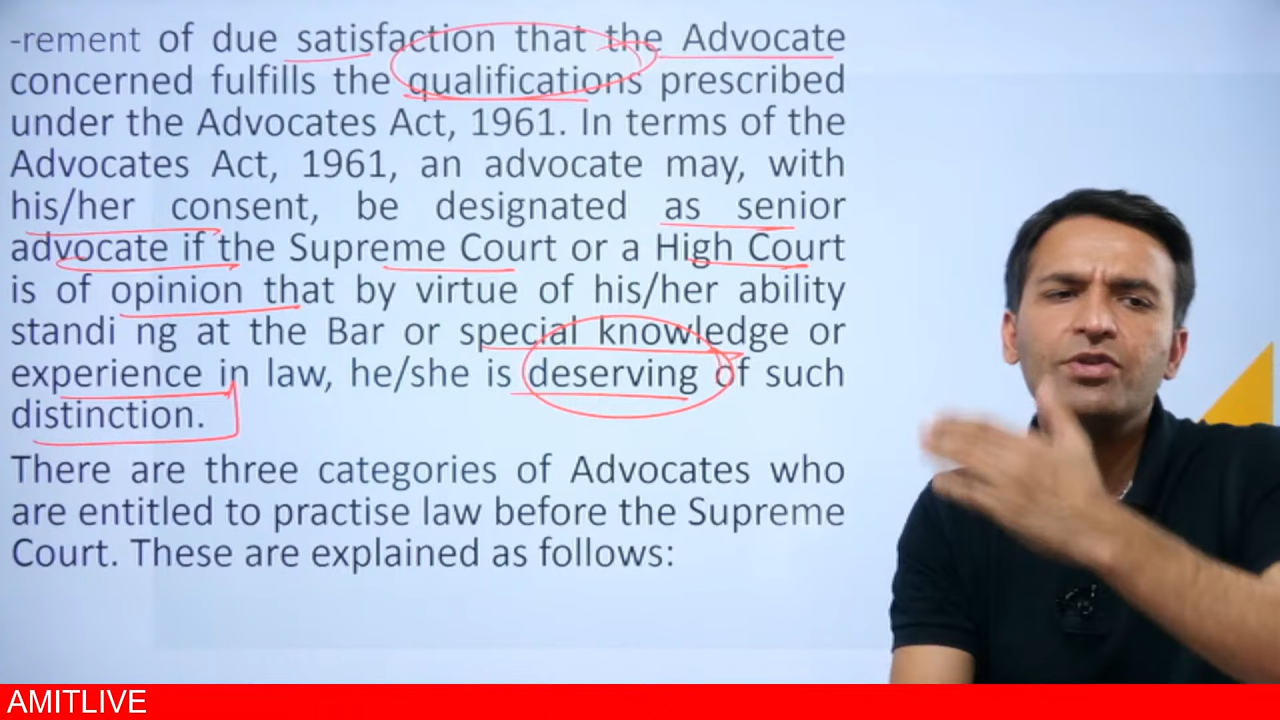 -rement of due satisfaction that the Advocate
concerned fulfills the qualifications prescribed
under the Advocates Act, 1961. In terms of the
Advocates Act, 1961, an advocate may, with
his/her consent, be designated as senior
advocate if the Supreme Court or a High Court
is of opinion that by virtue of his/her ability
standi ng at the Bar or special knowledge or
experience in law, he/she is deserving of such
distinction.
There are three categories of Advocates who
are entitled to practise law before the Supreme
Court. These are explained as follows:
AMITLIVE